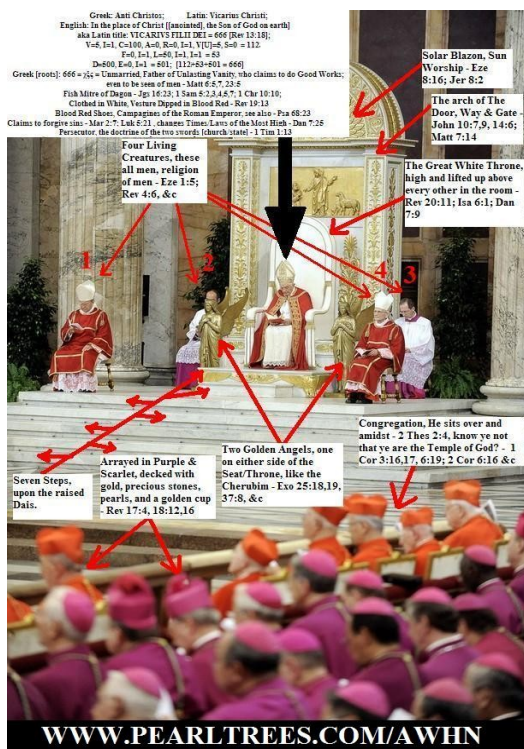 Greek: Anti Christos; Latin: Vicarius Christi;
English: In the place of Christ [[anointed], the Son of God on earth]
aka Latin title: VICARIVS FILII DEI = 666 [Rev 13:18];
V=5, I=1, C=100, A=0, R=0, I=1, V[U]=5, S=0 = 112
F=0, I=1, L=50, I=1, I=1 = 53
D=500, E=0, I=1 = 501; [112+53+501 = 666]
Greek [roots]: 666 = χξς = Unmarried, Father of Unlasting Vanity, who claims to do Good Works;
even to be seen of men - Matt 6:5,7, 23:5
Fish Mitre of Dagon - Jgs 16:23; 1 Sam 5:2,3,4,5,7; 1 Chr 10:10;
Clothed in White, Vesture Dipped in Blood Red - Rev 19:13
Blood Red Shoes, Campagines of the Roman Emperor, see also - Psa 68:23
Claims to forgive sins - Mar 2:7; Luk 5:21 , changes Times/Laws of the Most High - Dan 7:25
Persecutor, the doctrine of the two swords [church/state] - 1 Tim 1:13
Solar Blazon, Sun
Worship - Eze
8:16; Jer 8:2
The arch of The
Door, Way & Gate -
John 10:7,9, 14:6;
Matt 7:14
Four Living
Creatures, these
all men, religion
of men - Eze 1:5;
Rev 4:6, &c
The Great White Throne,
high and lifted up above
every other in the room -
Rev 20:11; Isa 6:1; Dan
7:9
1
2
4
3
Seven Steps,
upon the raised
Dais.
Arrayed in Purple &
Scarlet, decked with
gold, precious stones,
pearls, and a golden cup
- Rev 17:4, 18:12,16
Two Golden Angels, one
on either side of the
Seat/Throne, like the
Cherubim - Exo 25:18,19,
37:8, &c
Congregation, He sits over and
amidst - 2 Thes 2:4, know ye not
that ye are the Temple of God? - 1
Cor 3:16,17, 6:19; 2 Cor 6:16 &c
WWW.PEARLTREES.COM/AWHN